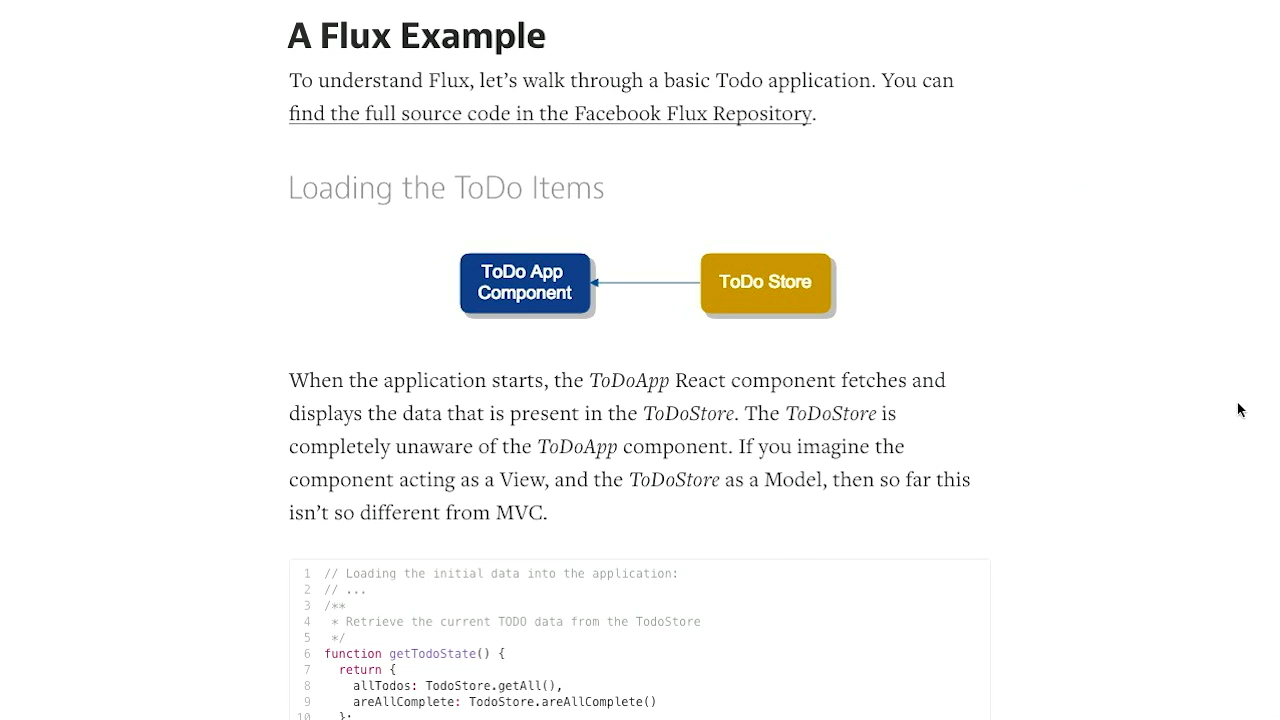 A Flux Example
To understand Flux, let’s walk through a basic Todo application. You can
find the full source code in the Facebook Flux Repository.
Loading the ToDo Items
ToDo App
Component
ToDo Store
When the application starts, the ToDoApp React component fetches and
displays the data that is present in the ToDoStore. The ToDoStore is
completely unaware of the ToDoApp component. If you imagine the
component acting as a View, and the ToDoStore as a Model, then so far this
isn’t so different from MVC.
1 // Loading the initial data into the application:
2 // ...
3 /**
4  * Retrieve the current TODO data from the TodoStore
5  */
6 function getTodoState() {
7   return {
8     allTodos: TodoStore.getAll(),
9     areAllComplete: TodoStore.areAllComplete()
10   };